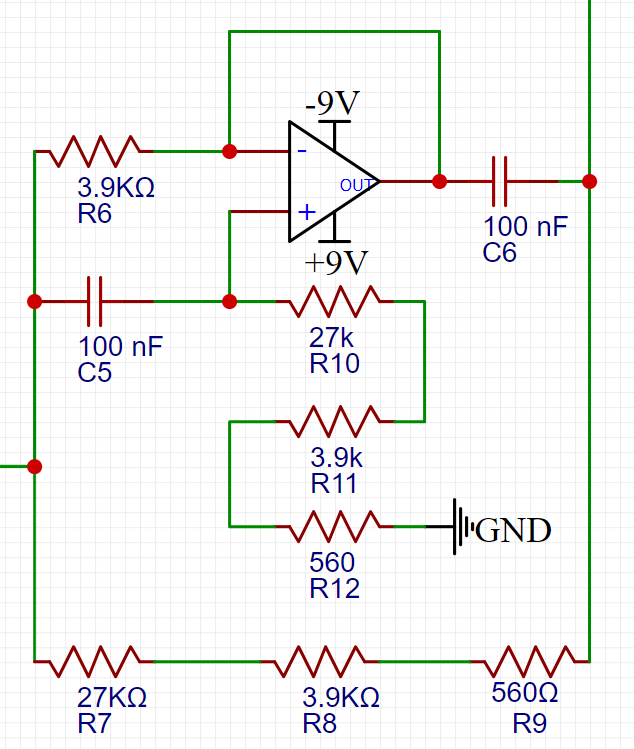 -9V
-
OUT
+
+9V
3.9KΩ
R6
100 nF
C6
100 nF
C5
27k
R10
3.9k
R11
560
R12
GND
27KΩ
R7
3.9KΩ
R8
560Ω
R9